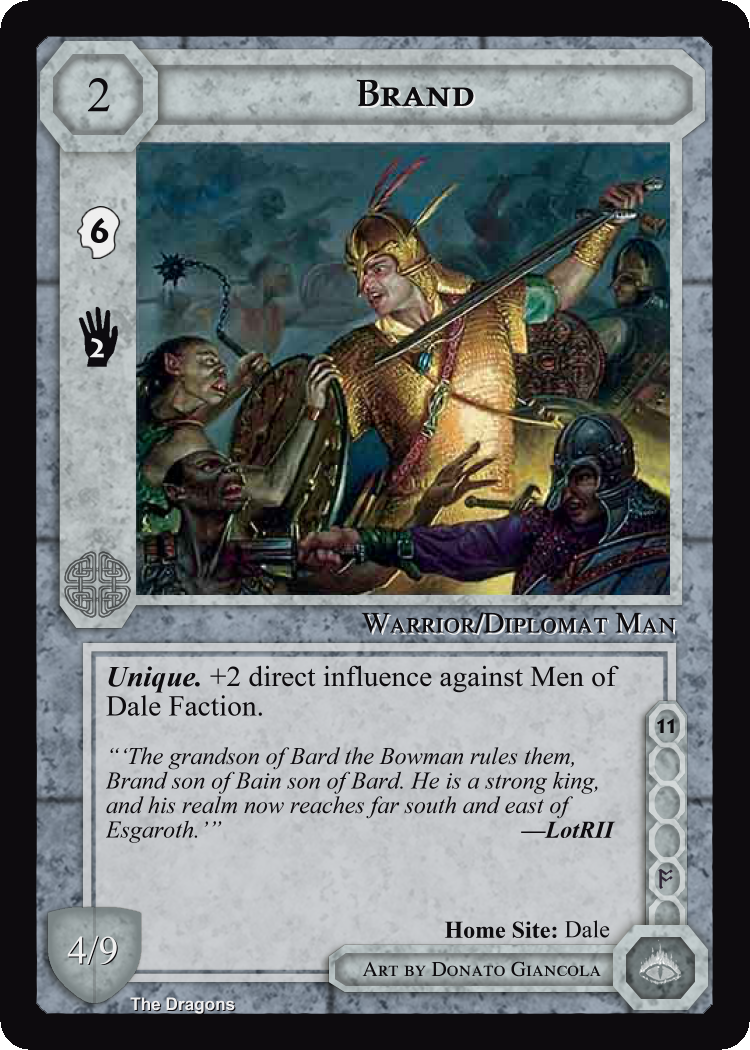 2
BRAND
6
2
WARRIOR/DIPLOMAT MAN
Unique. +2 direct influence against Men of
Dale Faction.
“‘The grandson of Bard the Bowman rules them,
Brand son of Bain son of Bard. He is a strong king,
and his realm now reaches far south and east of
Esgaroth.’” —LotRII
11
ᚩ
Home Site: Dale
4/9
ART BY DONATO GIANCOLA
The Dragons